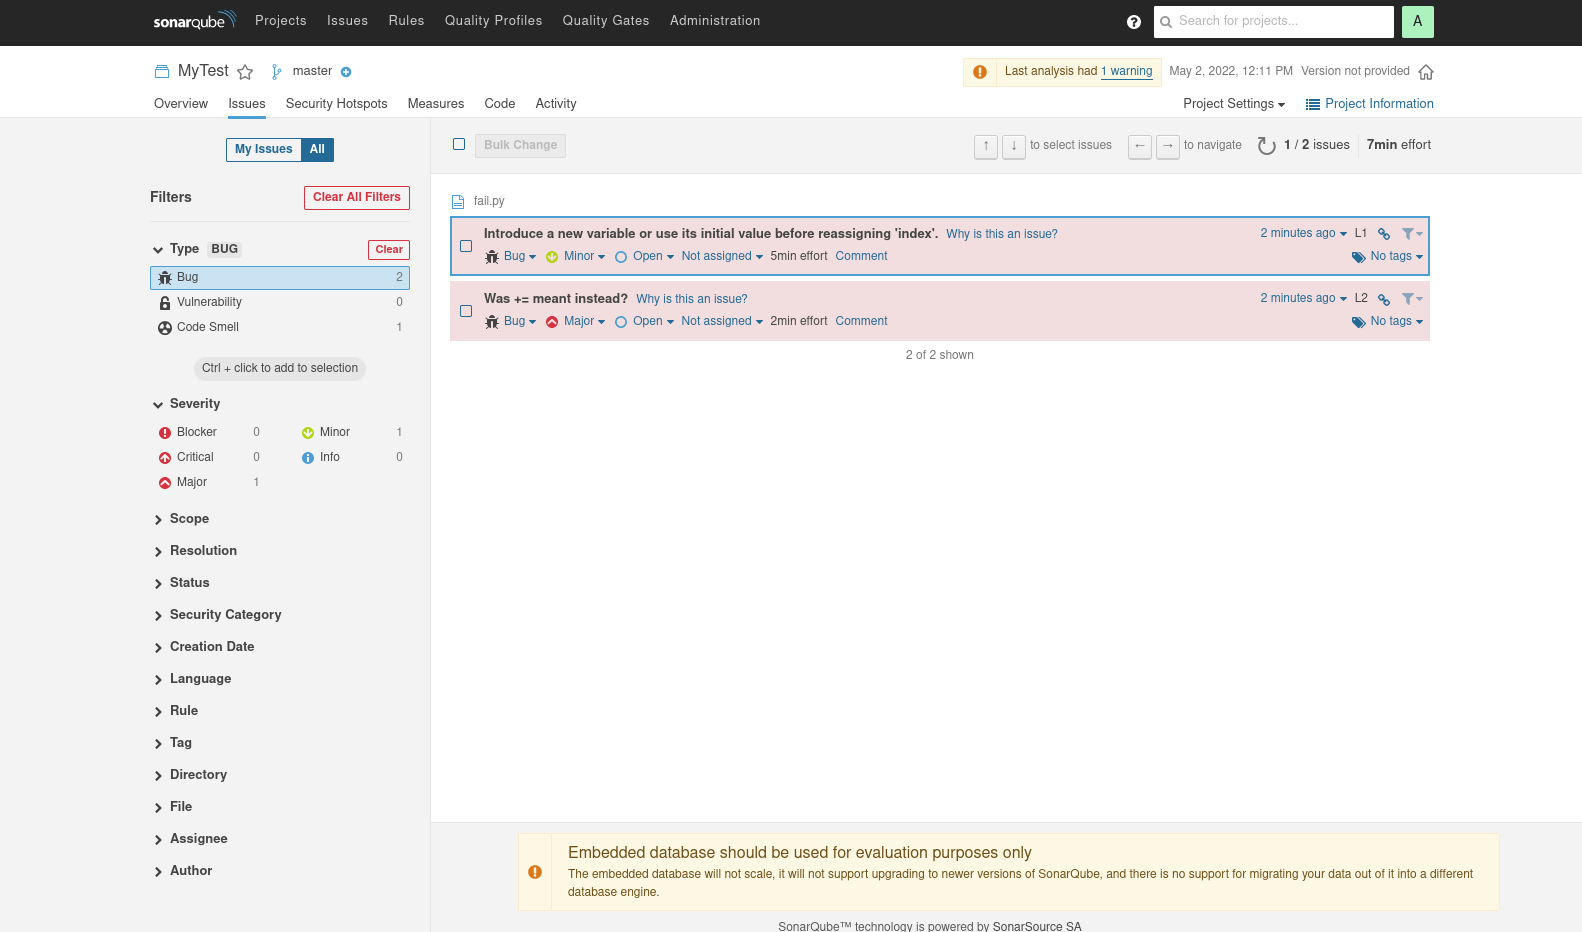 sonarqube Projects Issues Rules Quality Profiles Quality Gates Administration ? Search for projects... A
MyTest master Last analysis had 1 warning May 2, 2022, 12:11 PM Version not provided
Overview Issues Security Hotspots Measures Code Activity Project Settings Project Information
My Issues All
Filters Clear All Filters
Type BUG Clear
Bug 2
Vulnerability 0
Code Smell 1
Ctrl + click to add to selection
Severity
Blocker 0 Minor 1
Critical 0 Info 0
Major 1
Scope
Resolution
Status
Security Category
Creation Date
Language
Rule
Tag
Directory
File
Assignee
Author
Bulk Change ↑ ↓ to select issues ← → to navigate 1 / 2 issues 7min effort
fail.py
Introduce a new variable or use its initial value before reassigning 'index'. Why is this an issue? 2 minutes ago L1
Bug Minor Open Not assigned 5min effort Comment No tags
Was += meant instead? Why is this an issue? 2 minutes ago L2
Bug Major Open Not assigned 2min effort Comment No tags
2 of 2 shown
Embedded database should be used for evaluation purposes only
The embedded database will not scale, it will not support upgrading to newer versions of SonarQube, and there is no support for migrating your data out of it into a different
database engine.
SonarQube™ technology is powered by SonarSource SA